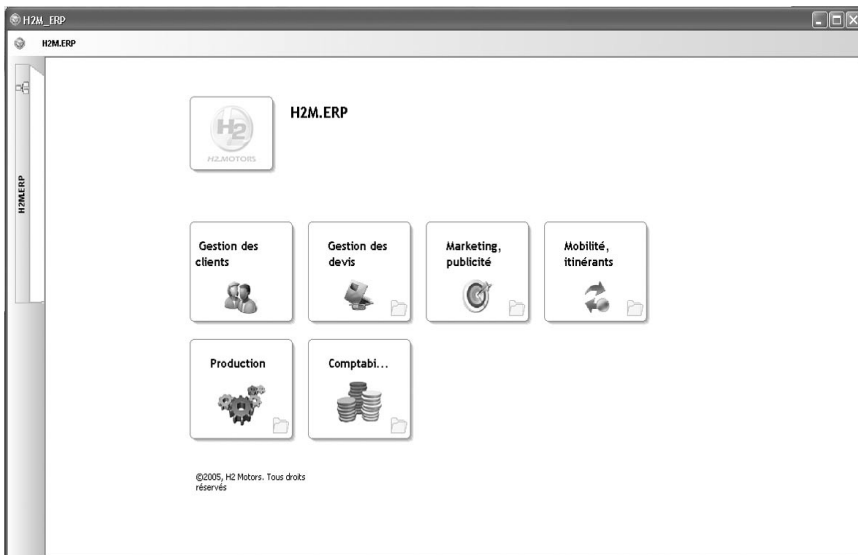 H2M_ERP
H2M.ERP
H2M.ERP
H2
H2.MOTORS
H2M.ERP
Gestion des
clients
Gestion des
devis
Marketing,
publicité
Mobilité,
itinérants
Production
Comptabi...
©2005, H2 Motors. Tous droits
réservés